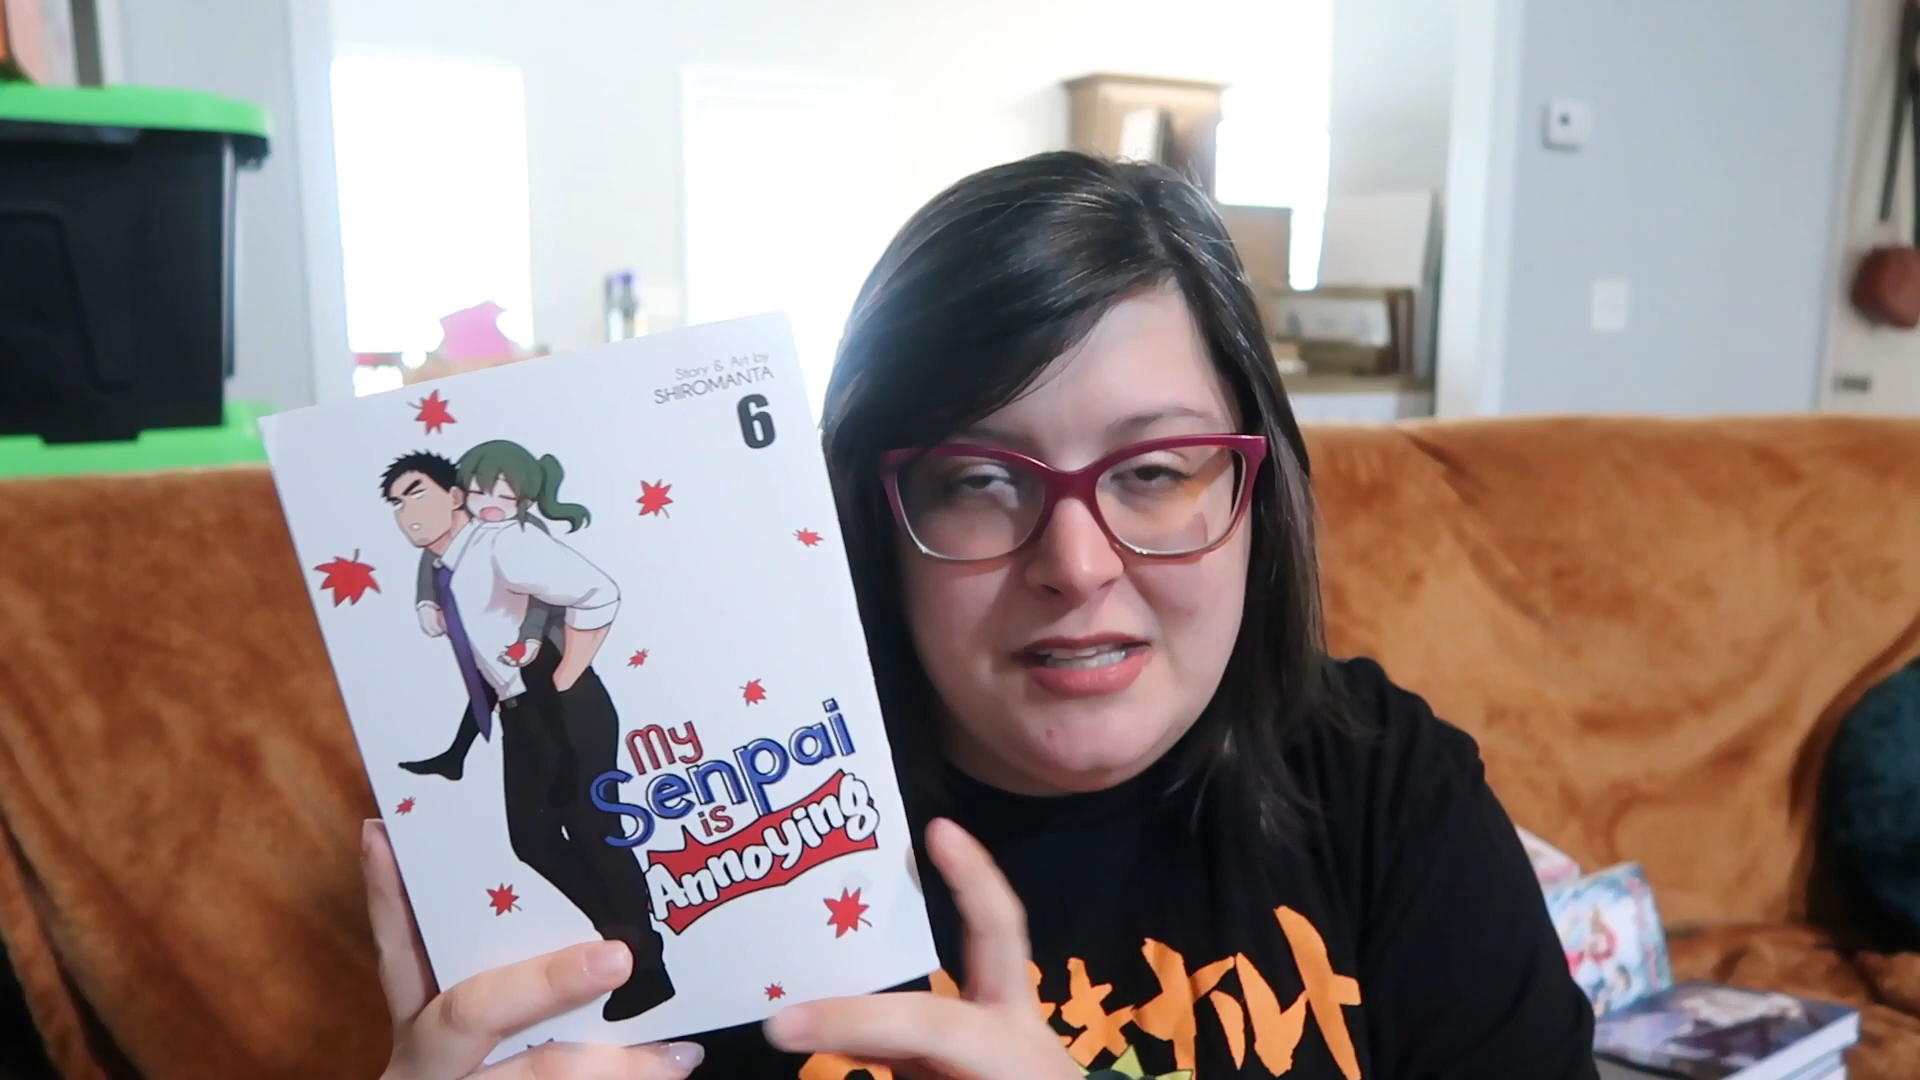 Story & Art by
SHIROMANTA
6
My
Senpai
is
Annoying